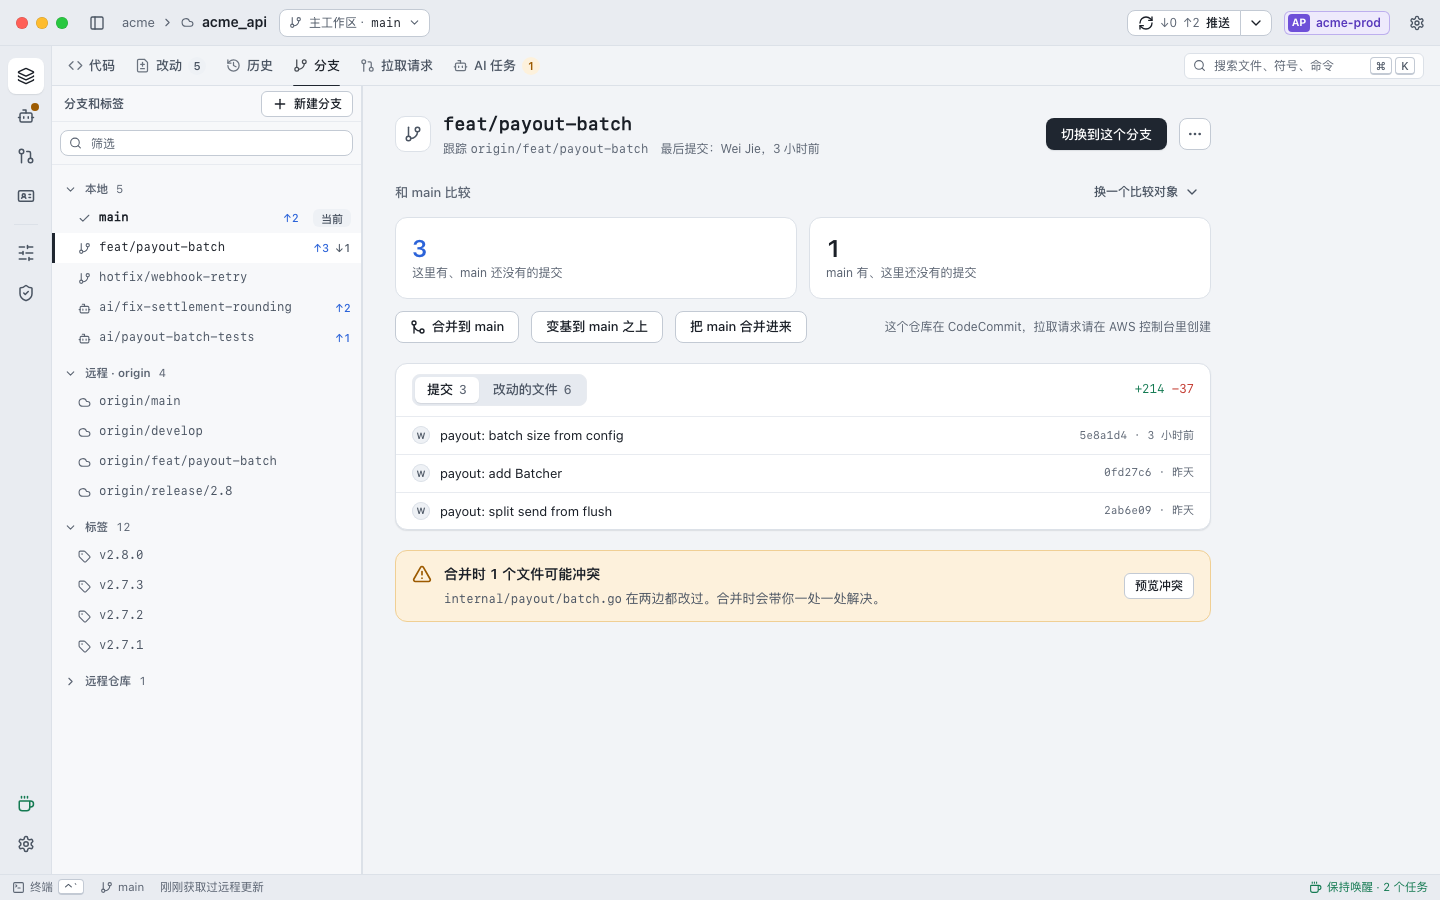 acme > acme_api 主工作区 · main ↓0 ↑2 推送 AP acme-prod
代码 改动 5 历史 分支 拉取请求 AI 任务 1 搜索文件、符号、命令 ⌘ K
分支和标签 新建分支
筛选
本地 5
main ↑2 当前
feat/payout-batch ↑3 ↓1
hotfix/webhook-retry
ai/fix-settlement-rounding ↑2
ai/payout-batch-tests ↑1
远程 · origin 4
origin/main
origin/develop
origin/feat/payout-batch
origin/release/2.8
标签 12
v2.8.0
v2.7.3
v2.7.2
v2.7.1
远程仓库 1
feat/payout-batch
跟踪 origin/feat/payout-batch 最后提交：Wei Jie，3 小时前
切换到这个分支
和 main 比较 换一个比较对象
3
这里有、main 还没有的提交
1
main 有、这里还没有的提交
合并到 main 变基到 main 之上 把 main 合并进来 这个仓库在 CodeCommit，拉取请求请在 AWS 控制台里创建
提交 3 改动的文件 6 +214 −37
W payout: batch size from config 5e8a1d4 · 3 小时前
W payout: add Batcher 0fd27c6 · 昨天
W payout: split send from flush 2ab6e09 · 昨天
合并时 1 个文件可能冲突
internal/payout/batch.go 在两边都改过。合并时会带你一处一处解决。
预览冲突
终端 ⌃` main 刚刚获取过远程更新 保持唤醒 · 2 个任务